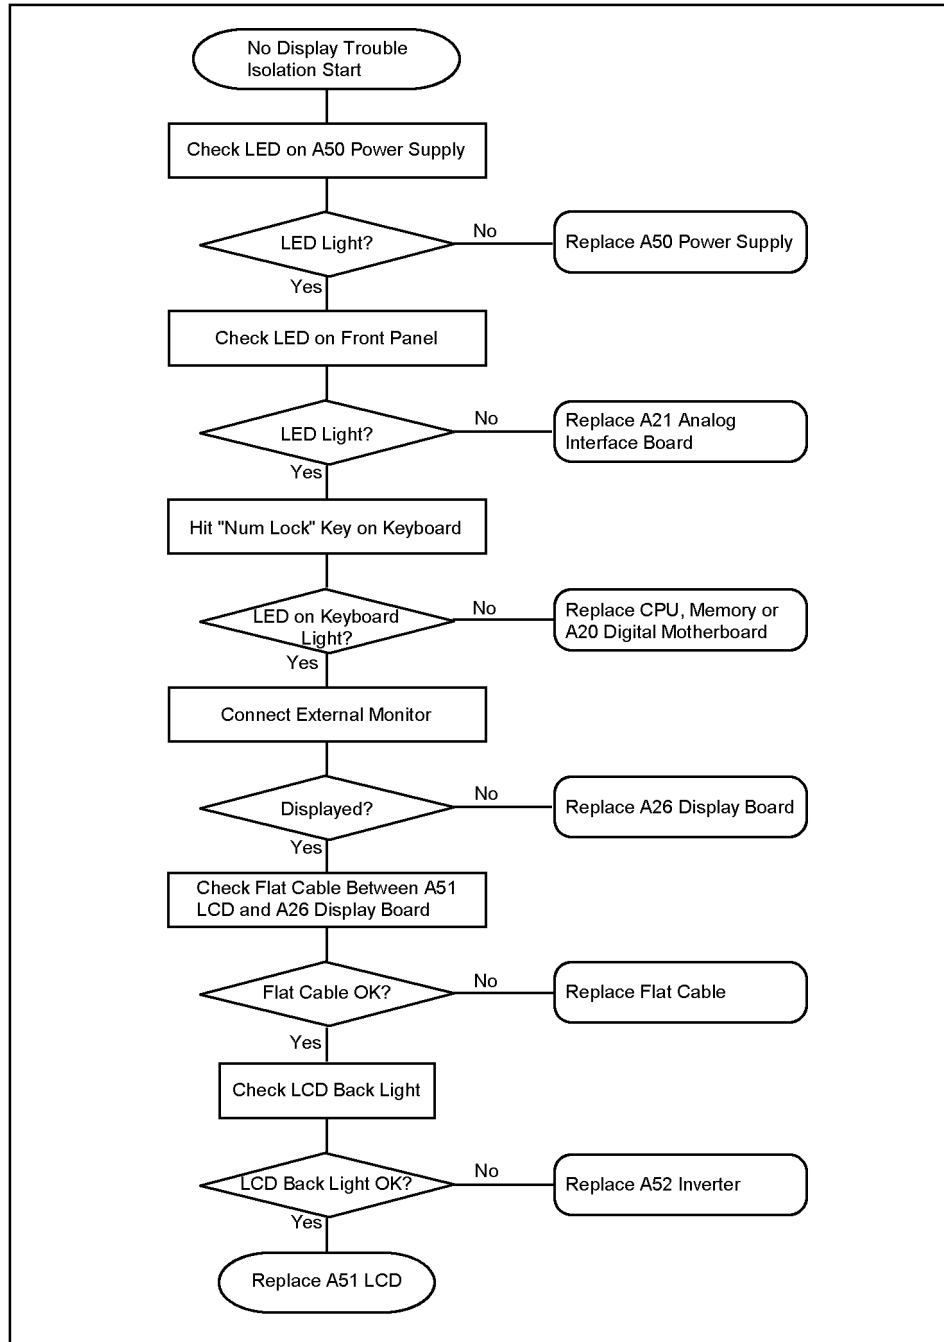 No Display Trouble
Isolation Start
Check LED on A50 Power Supply
LED Light?
No
Replace A50 Power Supply
Yes
Check LED on Front Panel
LED Light?
No
Replace A21 Analog
Interface Board
Yes
Hit "Num Lock" Key on Keyboard
LED on Keyboard
Light?
No
Replace CPU, Memory or
A20 Digital Motherboard
Yes
Connect External Monitor
Displayed?
No
Replace A26 Display Board
Yes
Check Flat Cable Between A51
LCD and A26 Display Board
Flat Cable OK?
No
Replace Flat Cable
Yes
Check LCD Back Light
LCD Back Light OK?
No
Replace A52 Inverter
Yes
Replace A51 LCD